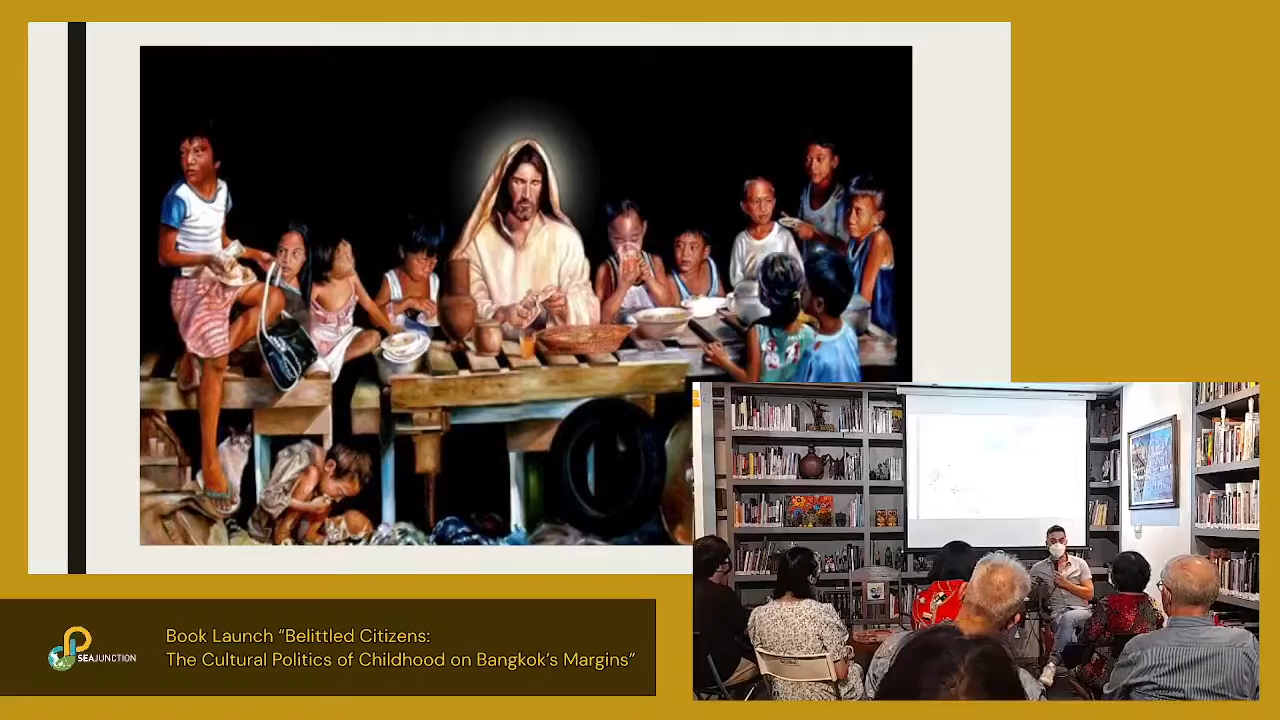 SEAJUNCTION
Book Launch “Belittled Citizens:
The Cultural Politics of Childhood on Bangkok’s Margins”